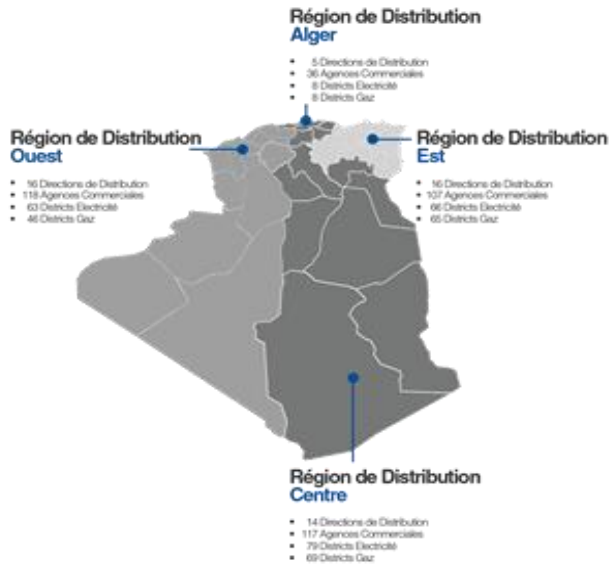 Région de Distribution
Alger
• 5 Directions de Distribution
• 36 Agences Commerciales
• 8 Districts Electricité
• 8 Districts Gaz
Région de Distribution
Ouest
• 16 Directions de Distribution
• 118 Agences Commerciales
• 63 Districts Electricité
• 46 Districts Gaz
Région de Distribution
Est
• 16 Directions de Distribution
• 107 Agences Commerciales
• 66 Districts Electricité
• 65 Districts Gaz
Région de Distribution
Centre
• 14 Directions de Distribution
• 117 Agences Commerciales
• 79 Districts Electricité
• 69 Districts Gaz